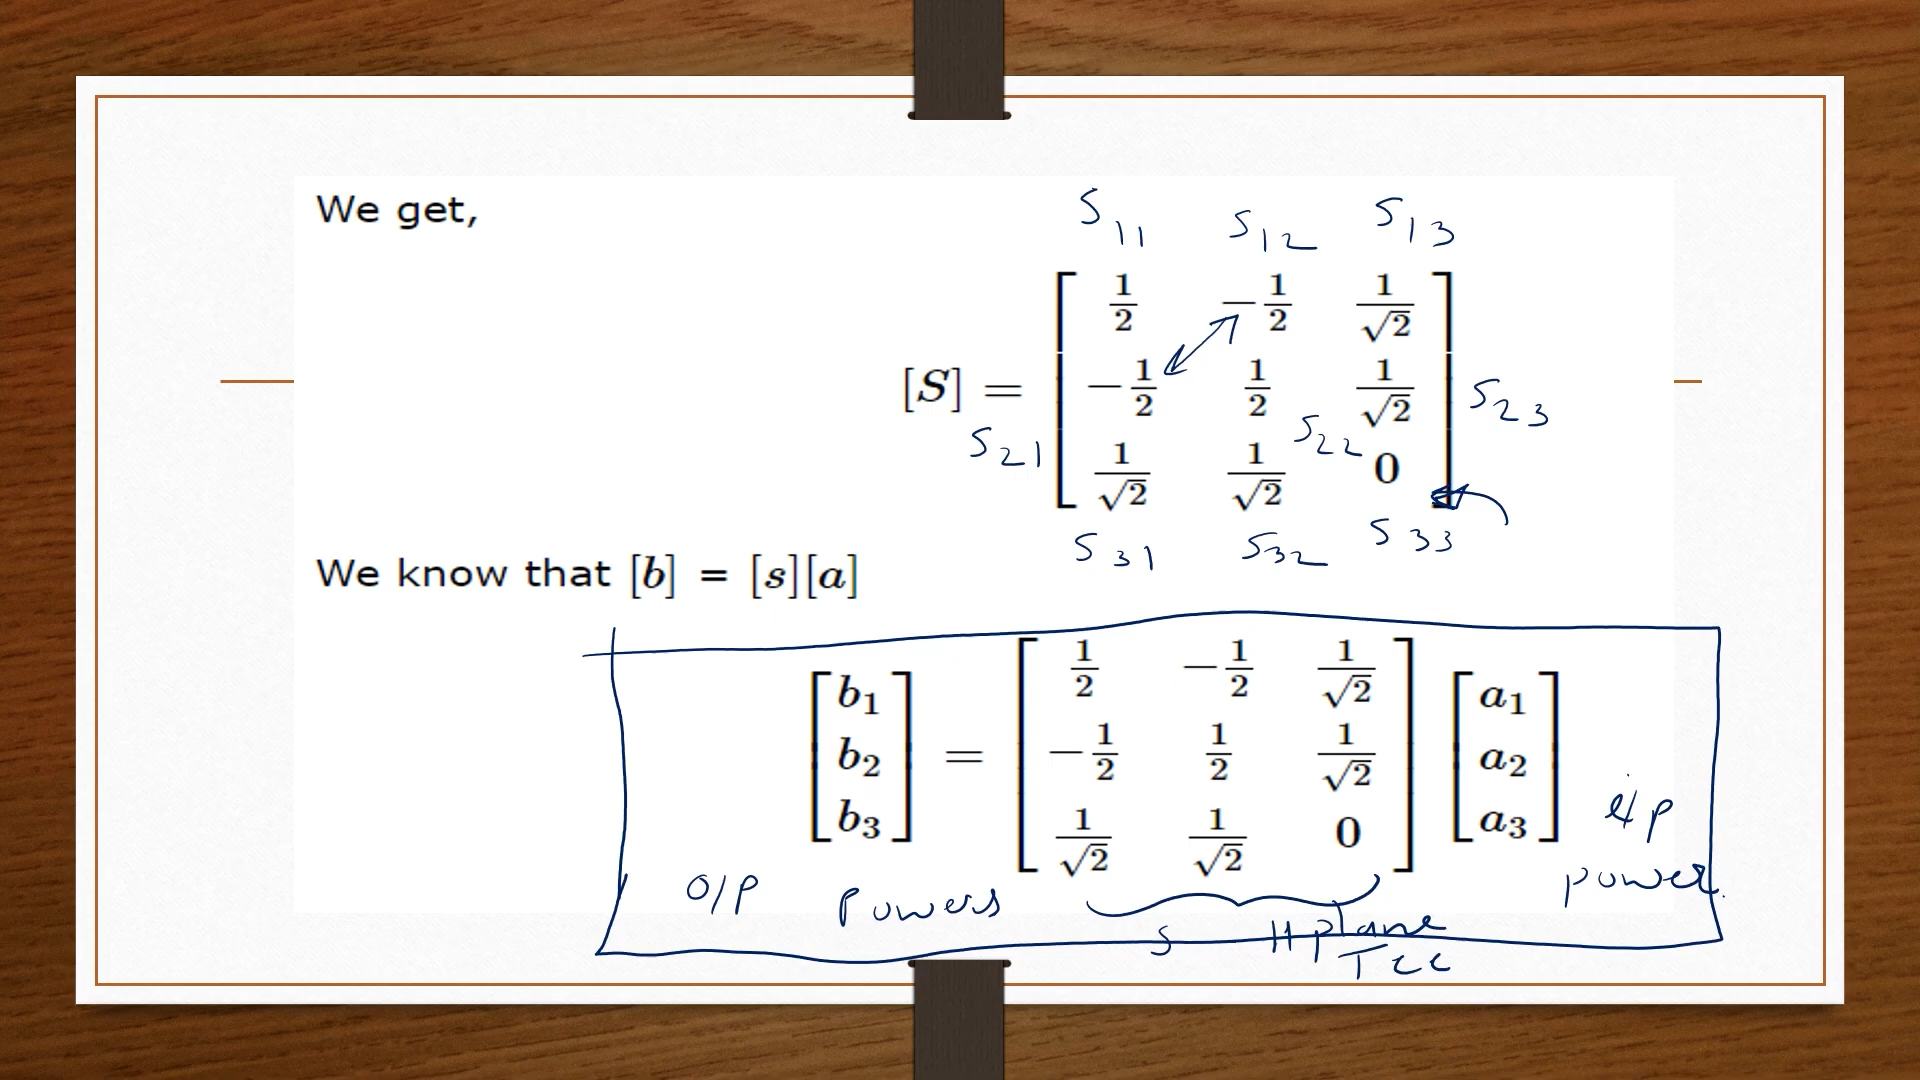 We get,
S11 S12 S13
[S] = [ 1/2 -1/2 1/√2
-1/2 1/2 1/√2
1/√2 1/√2 0 ]
S21 S22 S23
S31 S32 S33
We know that [b] = [s][a]
[ b1 b2 b3 ] = [ 1/2 -1/2 1/√2
-1/2 1/2 1/√2
1/√2 1/√2 0 ] [ a1 a2 a3 ]
O/P Powers
S H plane Tee
i/p power